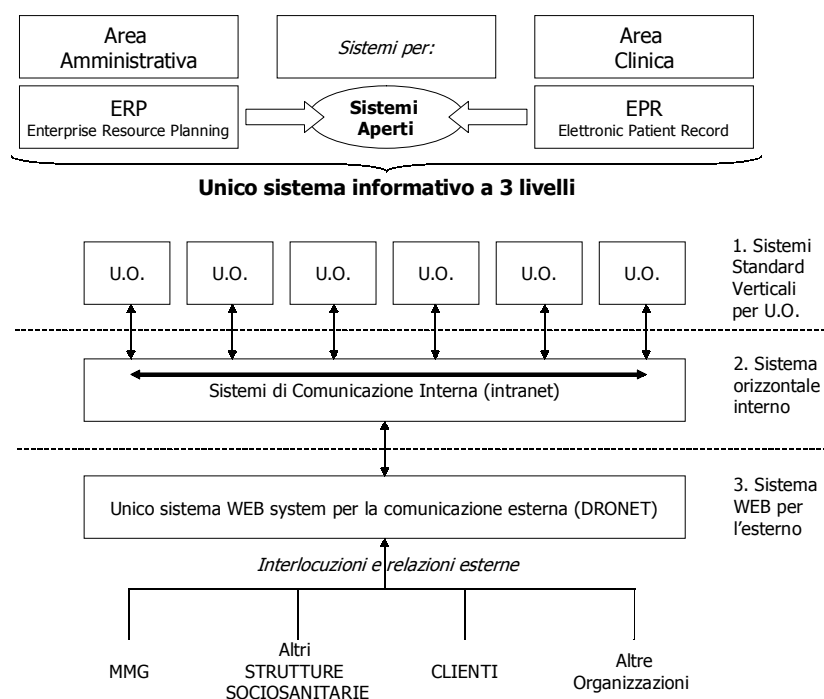 Area
Amministrativa
Sistemi per:
Area
Clinica
ERP
Enterprise Resource Planning
Sistemi
Aperti
EPR
Elettronic Patient Record
Unico sistema informativo a 3 livelli
U.O.
U.O.
U.O.
U.O.
U.O.
U.O.
1. Sistemi
Standard
Verticali
per U.O.
Sistemi di Comunicazione Interna (intranet)
2. Sistema
orizzontale
interno
Unico sistema WEB system per la comunicazione esterna (DRONET)
3. Sistema
WEB per
l'esterno
Interlocuzioni e relazioni esterne
MMG
Altri
STRUTTURE
SOCIOSANITARIE
CLIENTI
Altre
Organizzazioni